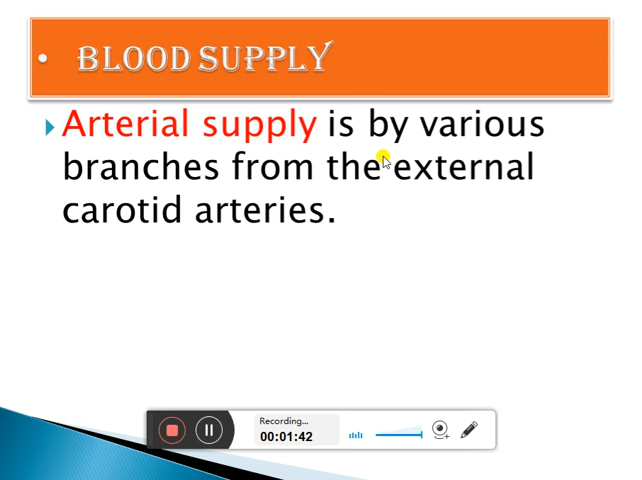 • BLOOD SUPPLY
Arterial supply is by various
branches from the external
carotid arteries.
Recording...
00:01:42